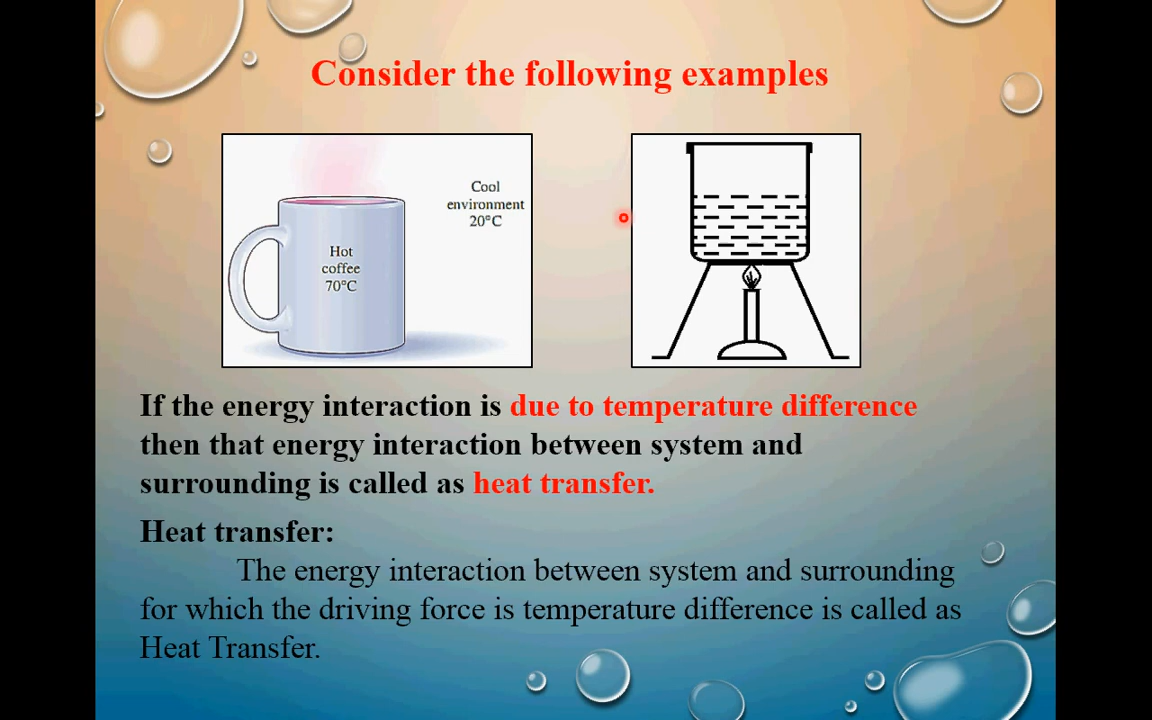 Consider the following examples
Cool
environment
20°C
Hot
coffee
70°C
If the energy interaction is due to temperature difference
then that energy interaction between system and
surrounding is called as heat transfer.
Heat transfer:
The energy interaction between system and surrounding
for which the driving force is temperature difference is called as
Heat Transfer.